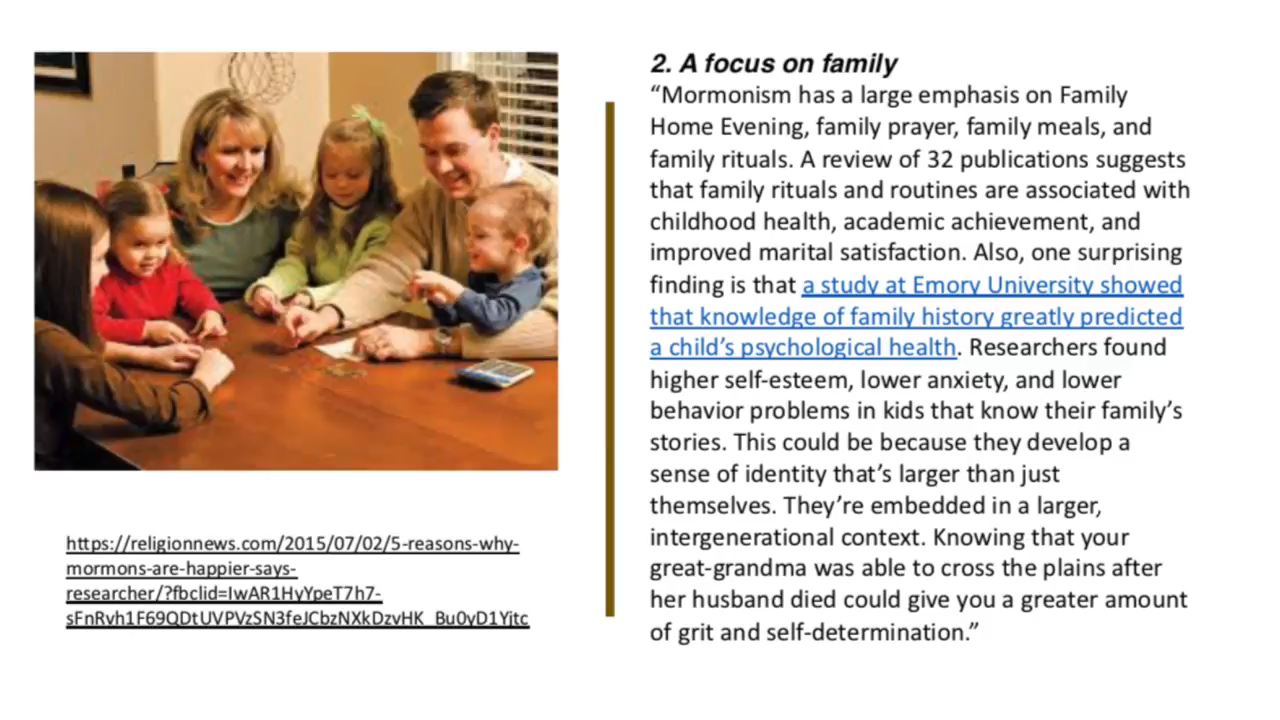 2. A focus on family
“Mormonism has a large emphasis on Family
Home Evening, family prayer, family meals, and
family rituals. A review of 32 publications suggests
that family rituals and routines are associated with
childhood health, academic achievement, and
improved marital satisfaction. Also, one surprising
finding is that a study at Emory University showed
that knowledge of family history greatly predicted
a child’s psychological health. Researchers found
higher self-esteem, lower anxiety, and lower
behavior problems in kids that know their family’s
stories. This could be because they develop a
sense of identity that’s larger than just
themselves. They’re embedded in a larger,
intergenerational context. Knowing that your
great-grandma was able to cross the plains after
her husband died could give you a greater amount
of grit and self-determination.”
https://religionnews.com/2015/07/02/5-reasons-why-
mormons-are-happier-says-
researcher/?fbclid=IwAR1HyYpeT7h7-
sFnRvh1F69QDtUVPVzSN3feJCbzNXkDzvHK_Bu0yD1Yjtc